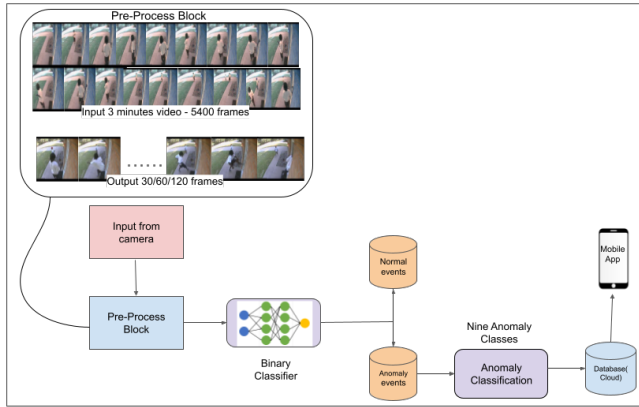 Pre-Process Block
Input 3 minutes video - 5400 frames
Output 30/60/120 frames
Input from
camera
Pre-Process
Block
Binary
Classifier
Normal
events
Anomaly
events
Nine Anomaly
Classes
Anomaly
Classification
Database(
Cloud)
Mobile
App